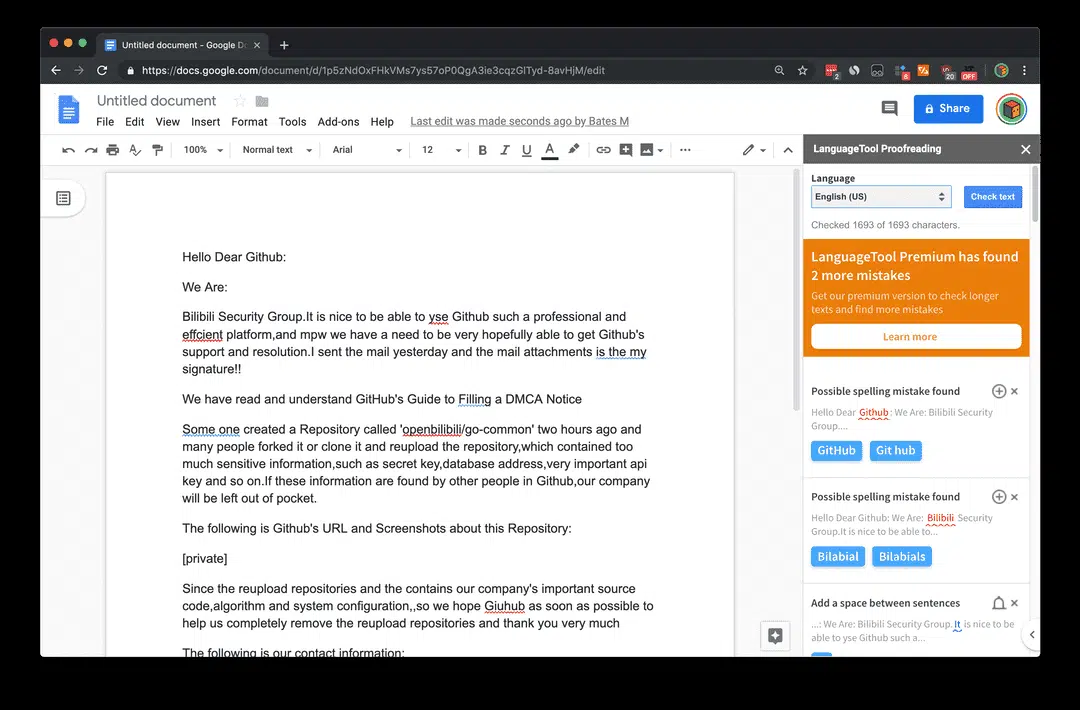 Untitled document - Google Do
https://docs.google.com/document/d/1p5zNdOxFHkVMs7ys57oP0QgA3ie3cqzGlTyd-8avHjM/edit
2
6
20
OFF
Untitled document
File Edit View Insert Format Tools Add-ons Help Last edit was made seconds ago by Bates M
Share
100% Normal text Arial 12 B I U A
LanguageTool Proofreading
Language
English (US)
Check text
Checked 1693 of 1693 characters.
LanguageTool Premium has found
2 more mistakes
Get our premium version to check longer
texts and find more mistakes
Learn more
Possible spelling mistake found
Hello Dear Github: We Are: Bilibili Security
Group....
GitHub Git hub
Possible spelling mistake found
Hello Dear Github: We Are: Bilibili Security
Group.It is nice to be able to...
Bilabial Bilabials
Add a space between sentences
...: We Are: Bilibili Security Group.It is nice to be
able to yse Github such a...
Hello Dear Github:
We Are:
Bilibili Security Group.It is nice to be able to yse Github such a professional and
effcient platform,and mpw we have a need to be very hopefully able to get Github's
support and resolution.I sent the mail yesterday and the mail attachments is the my
signature!!
We have read and understand GitHub's Guide to Filling a DMCA Notice
Some one created a Repository called 'openbilibili/go-common' two hours ago and
many people forked it or clone it and reupload the repository,which contained too
much sensitive information,such as secret key,database address,very important api
key and so on.If these information are found by other people in Github,our company
will be left out of pocket.
The following is Github's URL and Screenshots about this Repository:
[private]
Since the reupload repositories and the contains our company's important source
code,algorithm and system configuration,,so we hope Giuhub as soon as possible to
help us completely remove the reupload repositories and thank you very much
The following is our contact information: